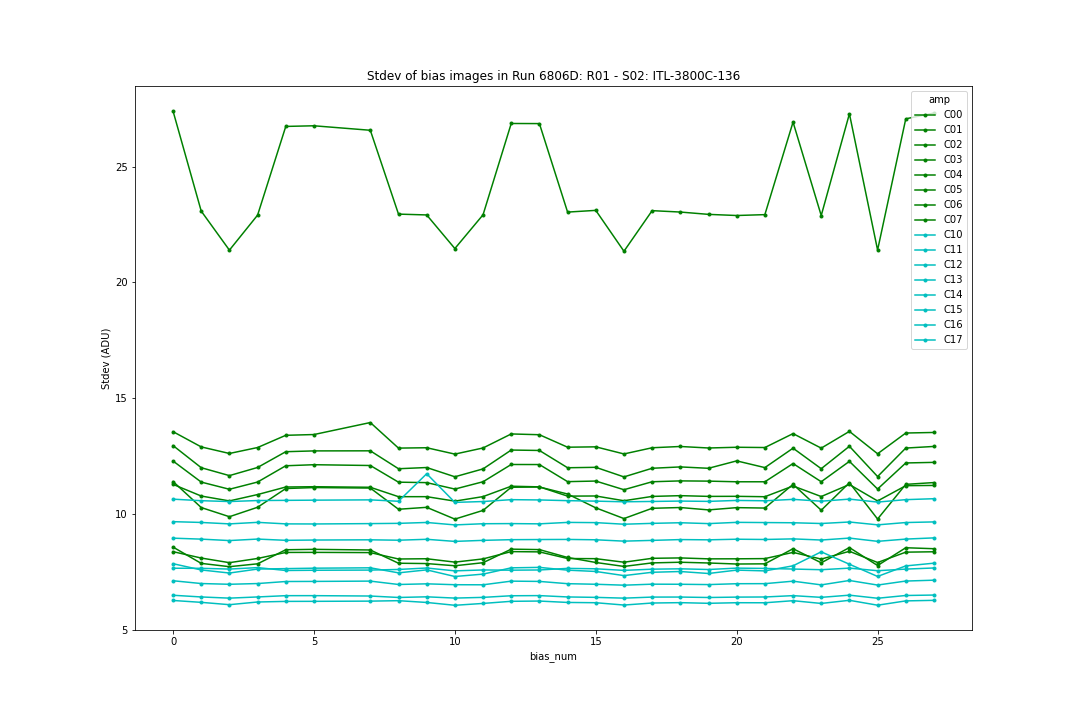 Stdev of bias images in Run 6806D: R01 - S02: ITL-3800C-136
amp
C00
C01
C02
C03
C04
C05
C06
C07
C10
C11
C12
C13
C14
C15
C16
C17
25
20
15
10
5
Stdev (ADU)
0 5 10 15 20 25
bias_num